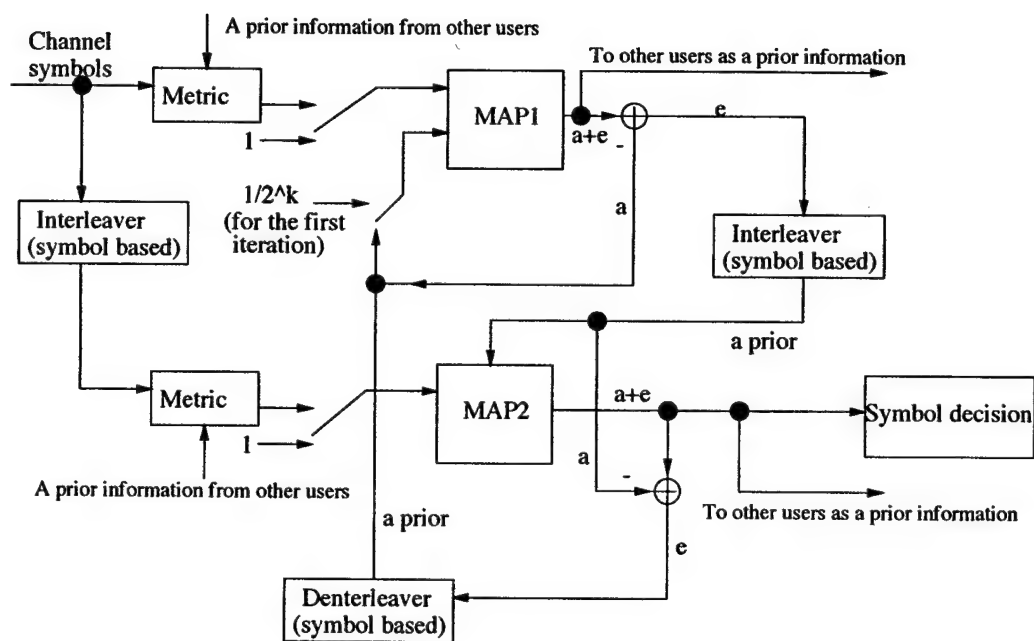 A prior information from other users
Channel
symbols
To other users as a prior information
Metric
MAP1
a+e
-
e
1
1/2^k
(for the first
iteration)
a
Interleaver
(symbol based)
Interleaver
(symbol based)
a prior
Metric
MAP2
a+e
Symbol decision
1
a
-
A prior information from other users
To other users as a prior information
a prior
e
Denterleaver
(symbol based)